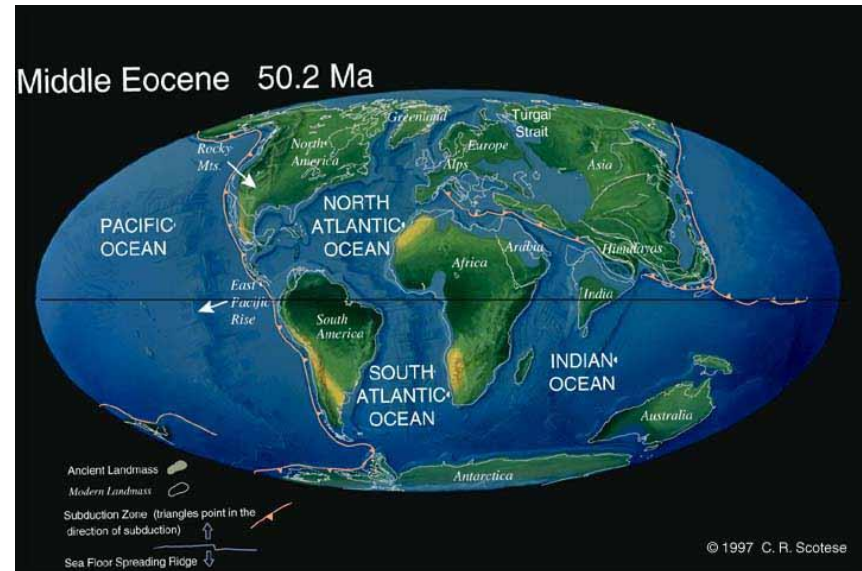 Middle Eocene 50.2 Ma
Greenland
Turgai
Strait
Rocky
Mts.
North
America
Europe
Alps
Asia
PACIFIC
OCEAN
NORTH
ATLANTIC
OCEAN
Arabia
Himalayas
Africa
East
Pacific
Rise
India
South
America
SOUTH
ATLANTIC
OCEAN
INDIAN
OCEAN
Australia
Antarctica
Ancient Landmass
Modern Landmass
Subduction Zone (triangles point in the
direction of subduction)
Sea Floor Spreading Ridge
© 1997 C. R. Scotese